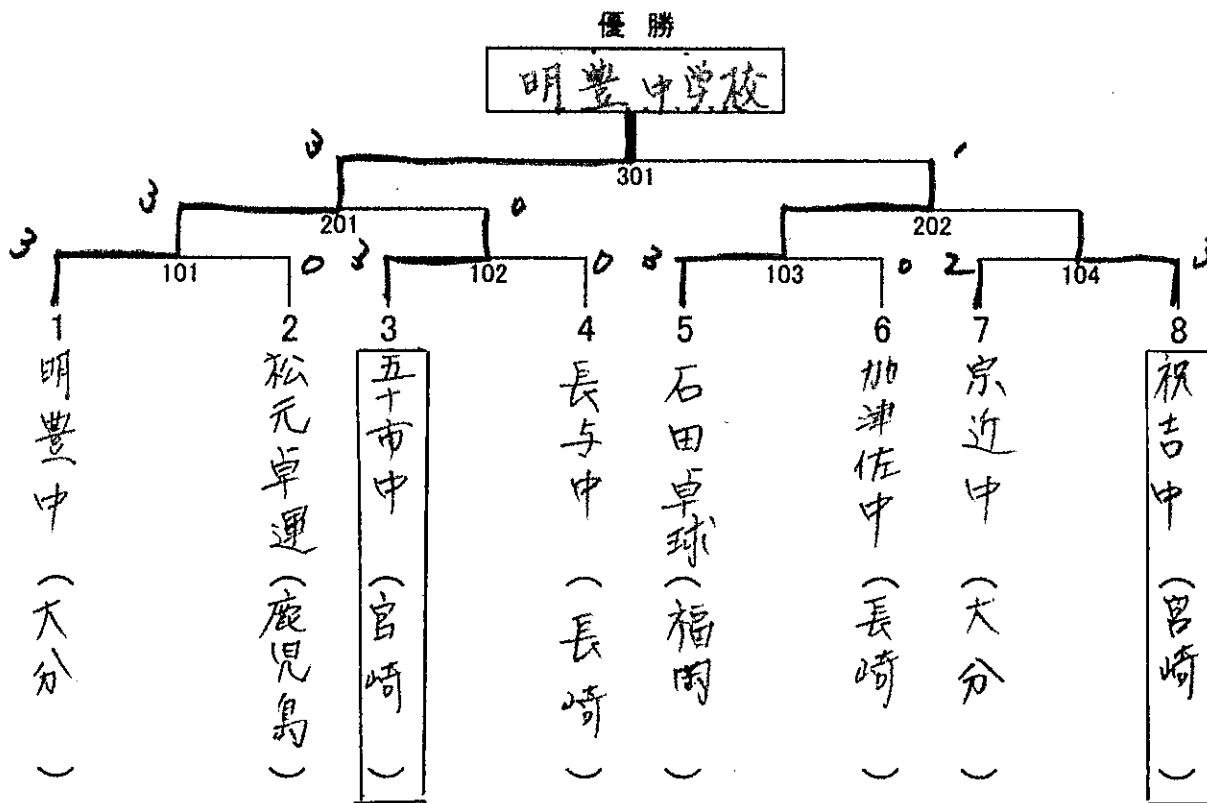 優勝
明豊中学校
3
301
3
0
201
202
3
0
3
0
3
0
2
3
101
102
103
104
1
2
3
4
5
6
7
8
明豊中(大分)
松元卓運(鹿児島)
五十市中(宮崎)
長与中(長崎)
石田卓球(福岡)
加津佐中(長崎)
宗近中(大分)
祝吉中(宮崎)